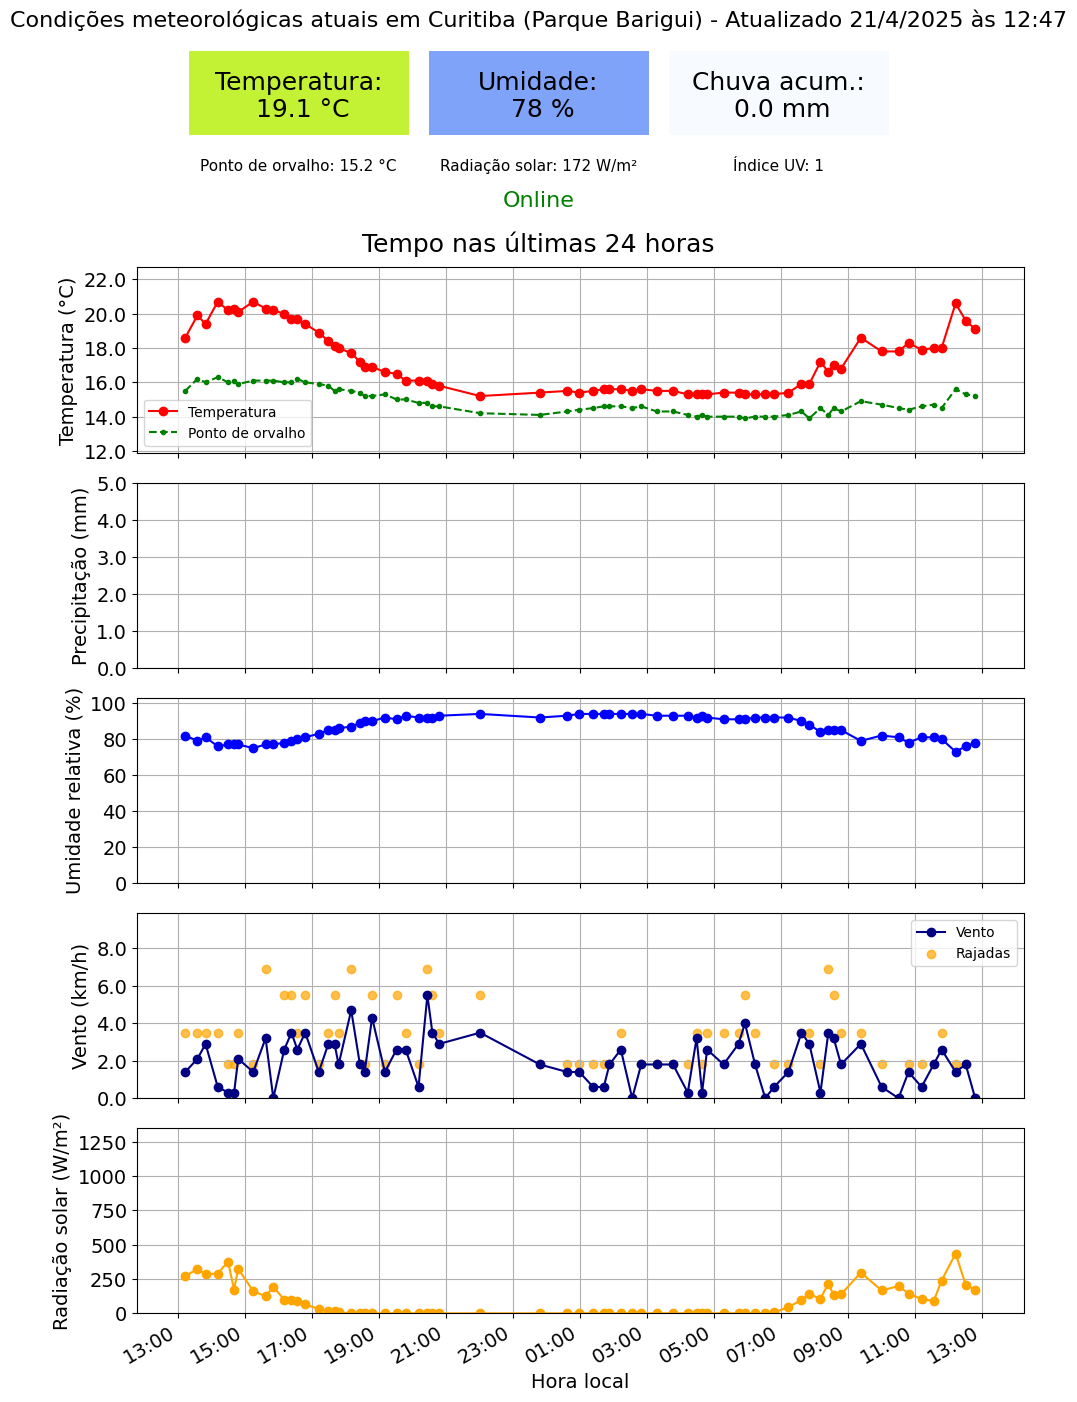 Condições meteorológicas atuais em Curitiba (Parque Barigui) - Atualizado 21/4/2025 às 12:47
Temperatura:
19.1 °C
Umidade:
78 %
Chuva acum.:
0.0 mm
Ponto de orvalho: 15.2 °C
Radiação solar: 172 W/m²
Índice UV: 1
Online
Tempo nas últimas 24 horas
Temperatura (°C)
22.0
20.0
18.0
16.0
14.0
12.0
Temperatura
Ponto de orvalho
Precipitação (mm)
5.0
4.0
3.0
2.0
1.0
0.0
Umidade relativa (%)
100
80
60
40
20
0
Vento (km/h)
8.0
6.0
4.0
2.0
0.0
Vento
Rajadas
Radiação solar (W/m²)
1250
1000
750
500
250
0
13:00
15:00
17:00
19:00
21:00
23:00
01:00
03:00
05:00
07:00
09:00
11:00
13:00
Hora local